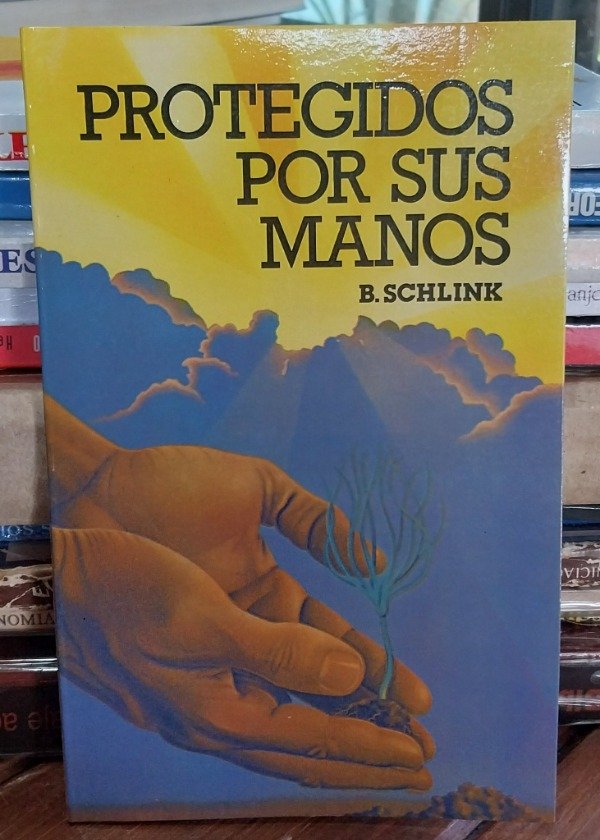 PROTEGIDOS
POR SUS
MANOS
B. SCHLINK